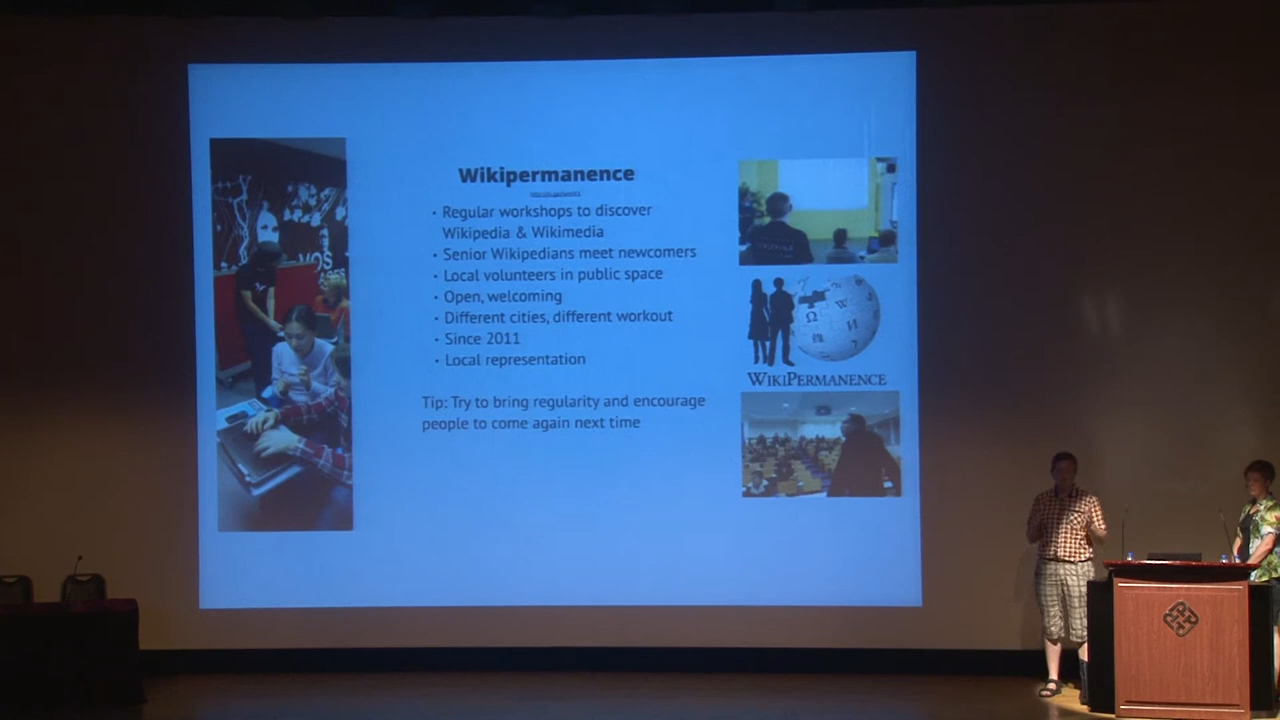 Wikipermanence
• Regular workshops to discover
Wikipedia & Wikimedia
• Senior Wikipedians meet newcomers
• Local volunteers in public space
• Open, welcoming
• Different cities, different workout
• Since 2011
• Local representation
Tip: Try to bring regularity and encourage
people to come again next time
VOS
Ω
W
И
WIKIPERMANENCE